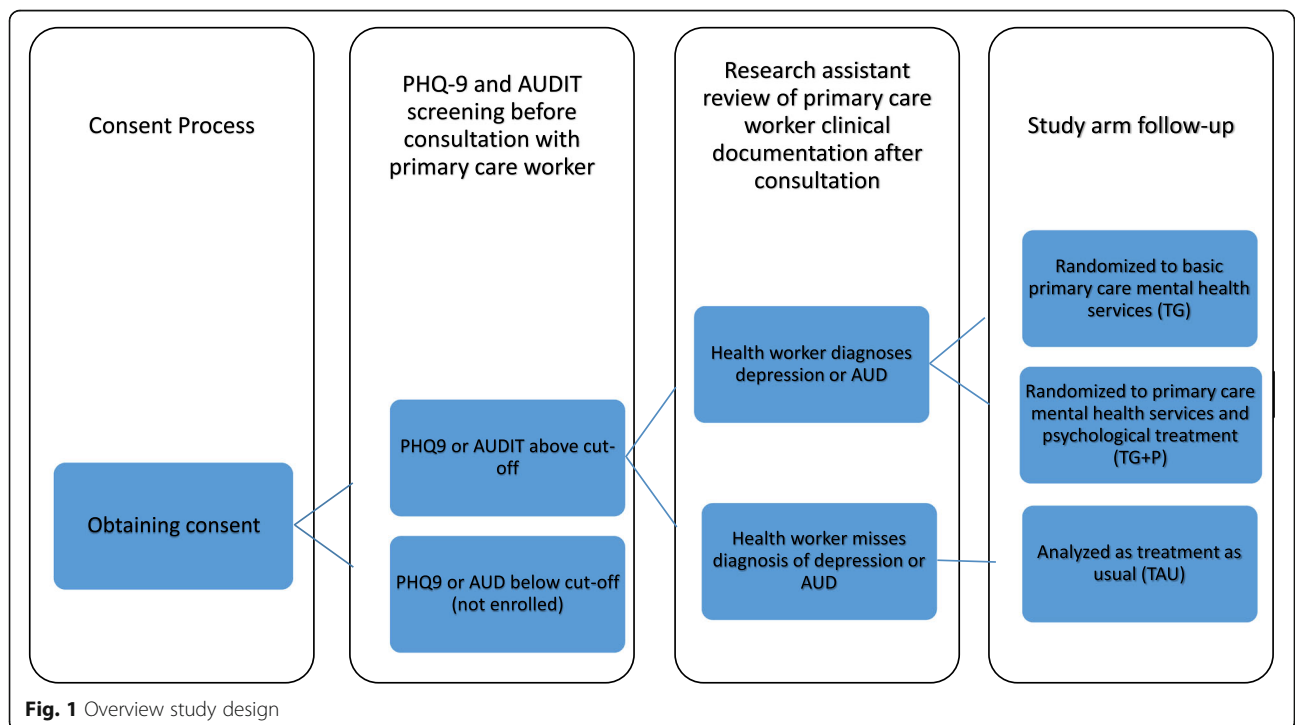 Consent Process
PHQ-9 and AUDIT
screening before
consultation with
primary care worker
Research assistant
review of primary care
worker clinical
documentation after
consultation
Study arm follow-up
Obtaining consent
PHQ9 or AUDIT above cut-
off
PHQ9 or AUD below cut-off
(not enrolled)
Health worker diagnoses
depression or AUD
Health worker misses
diagnosis of depression or
AUD
Randomized to basic
primary care mental health
services (TG)
Randomized to primary care
mental health services and
psychological treatment
(TG+P)
Analyzed as treatment as
usual (TAU)
Fig. 1 Overview study design